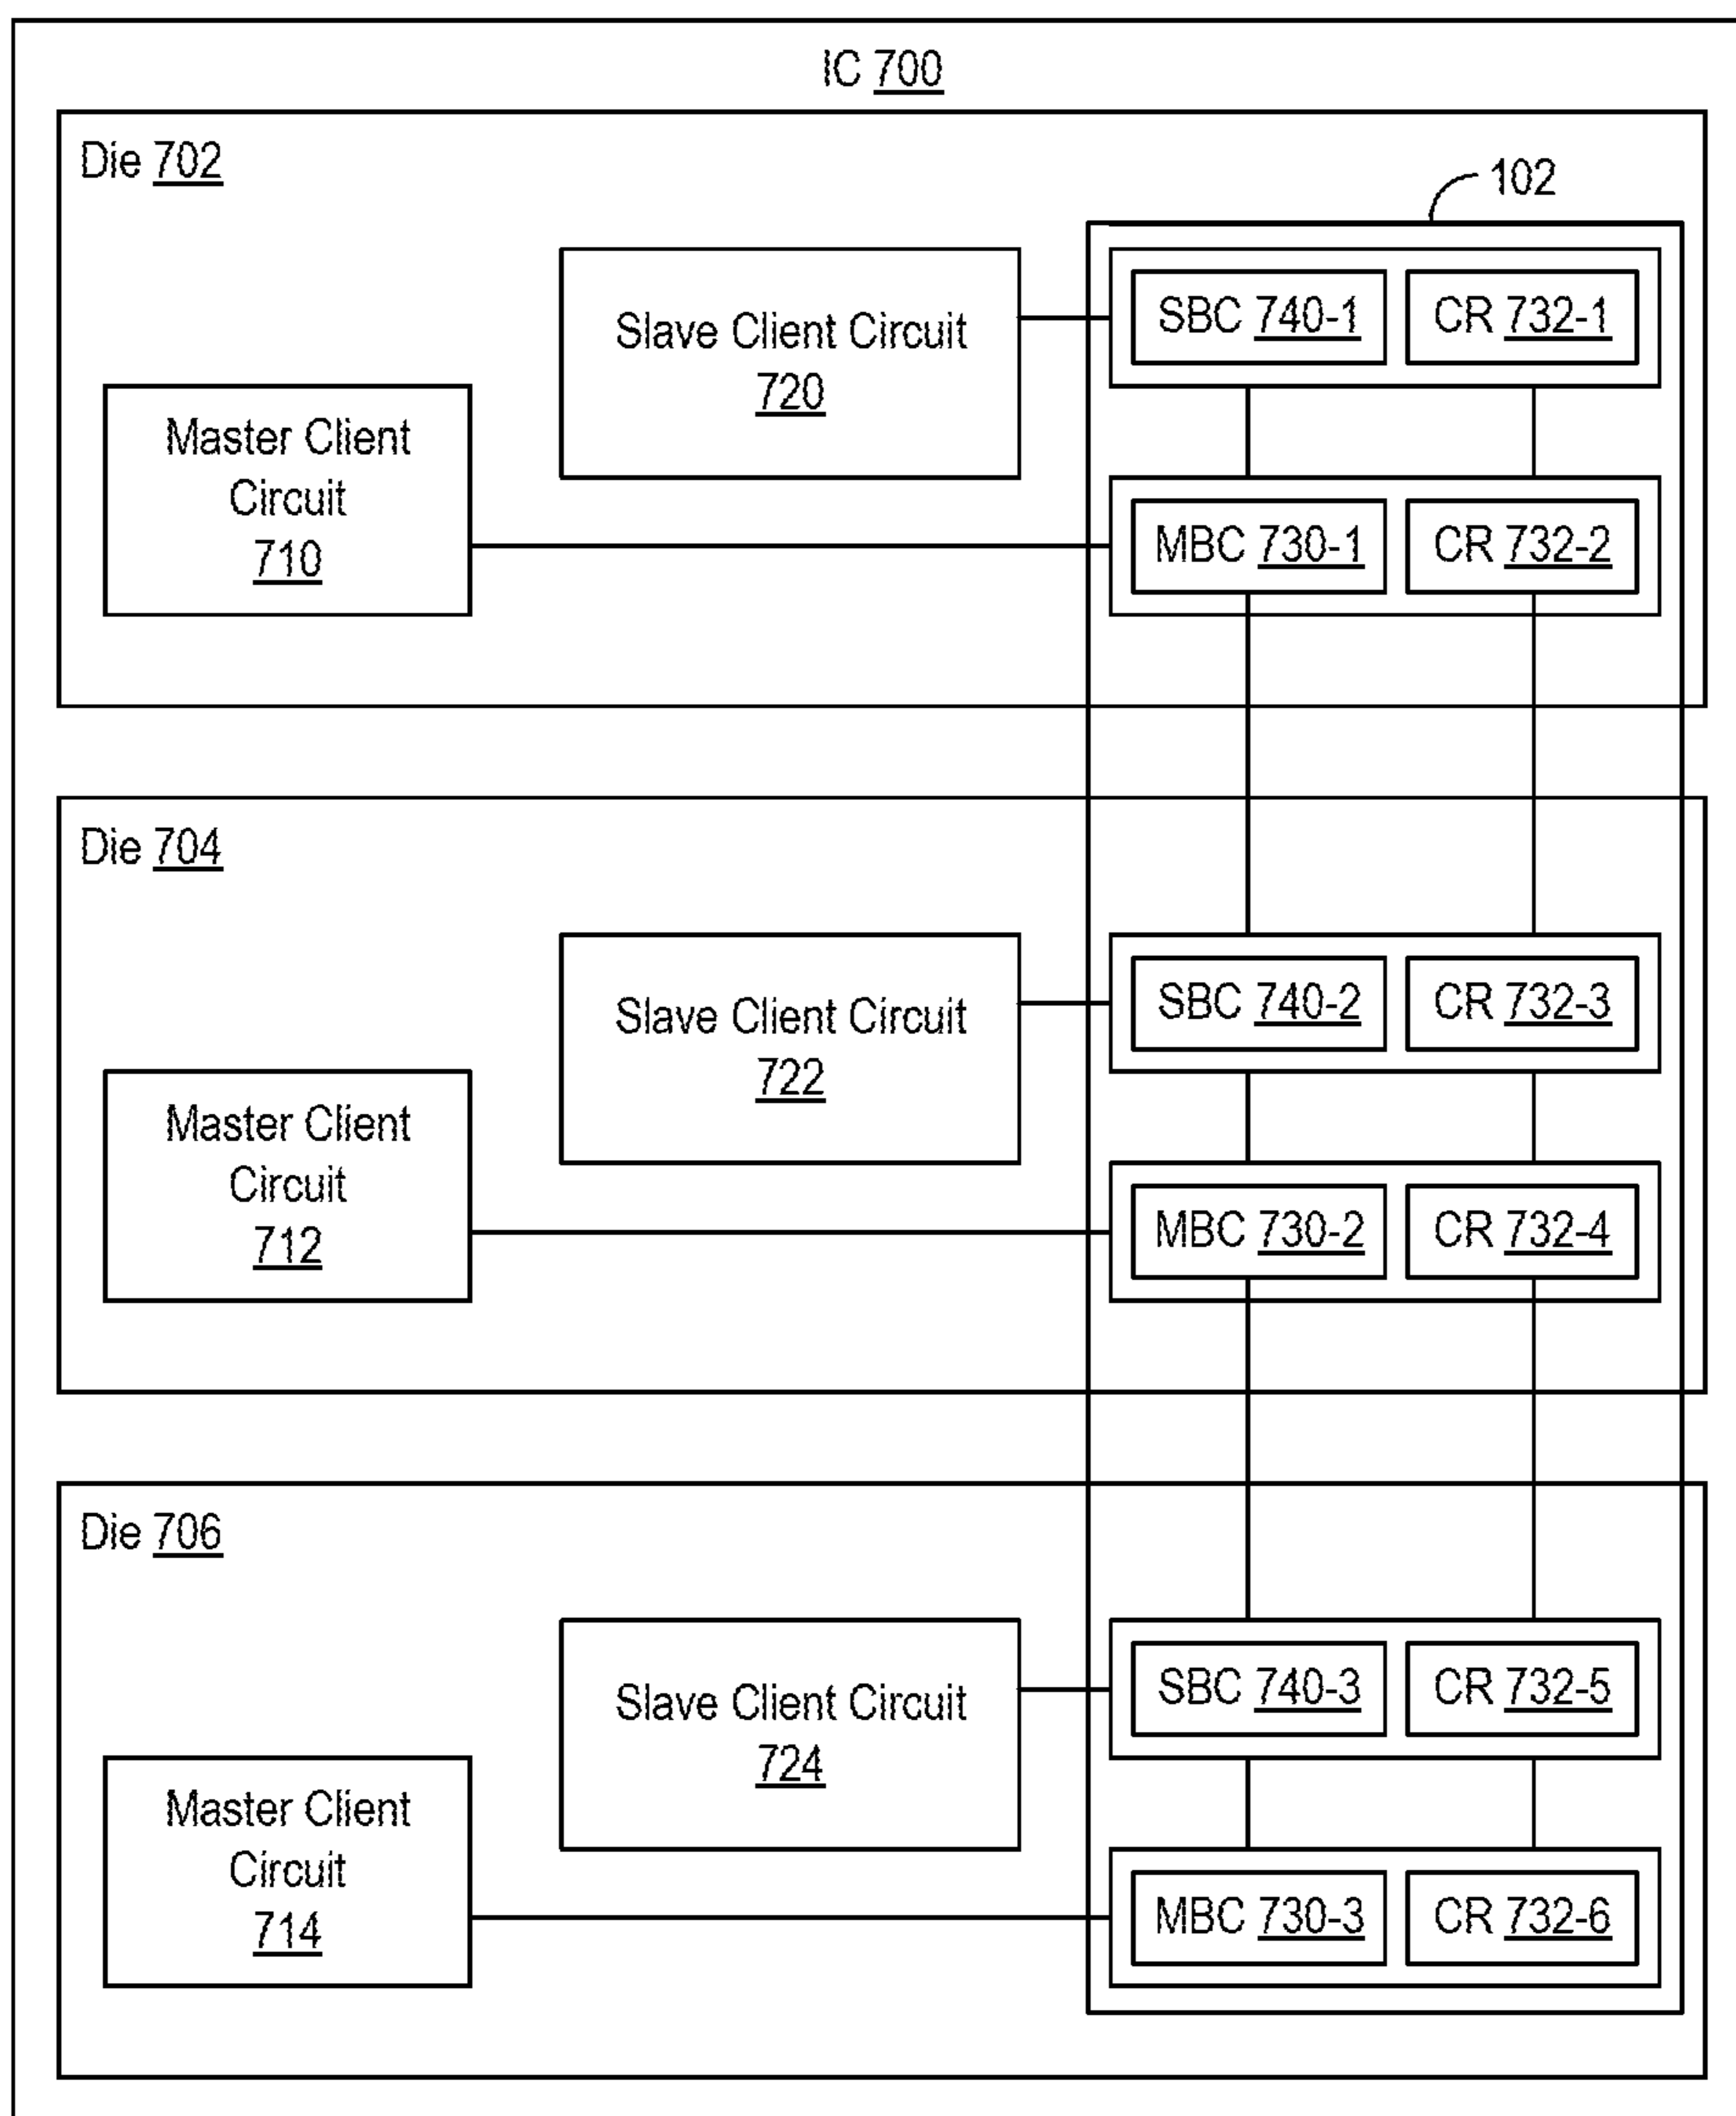 IC 700
Die 702
102
Slave Client Circuit
720
SBC 740-1
CR 732-1
Master Client
Circuit
710
MBC 730-1
CR 732-2
Die 704
Slave Client Circuit
722
SBC 740-2
CR 732-3
Master Client
Circuit
712
MBC 730-2
CR 732-4
Die 706
Slave Client Circuit
724
SBC 740-3
CR 732-5
Master Client
Circuit
714
MBC 730-3
CR 732-6